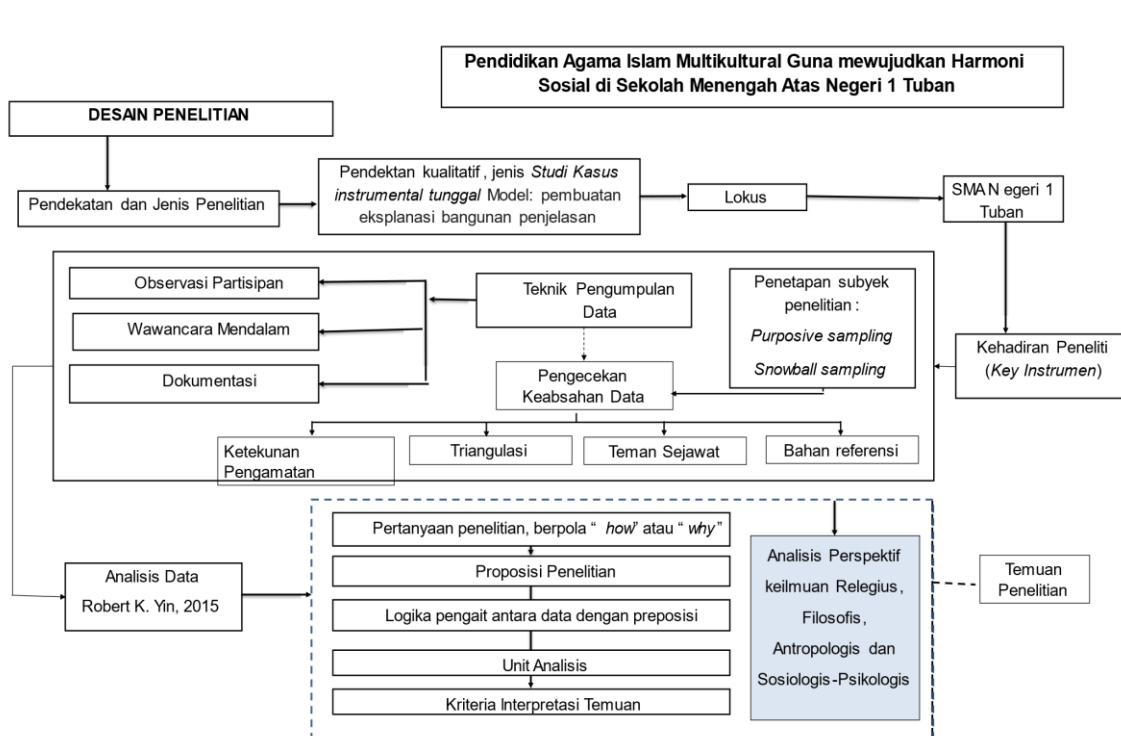 Pendidikan Agama Islam Multikultural Guna mewujudkan Harmoni
Sosial di Sekolah Menengah Atas Negeri 1 Tuban
DESAIN PENELITIAN
Pendekatan dan Jenis Penelitian
Pendektan kualitatif, jenis Studi Kasus
instrumental tunggal Model: pembuatan
eksplanasi bangunan penjelasan
Lokus
SMA N egeri 1
Tuban
Observasi Partisipan
Wawancara Mendalam
Dokumentasi
Teknik Pengumpulan
Data
Penetapan subyek
penelitian :
Purposive sampling
Snowball sampling
Kehadiran Peneliti
(Key Instrumen)
Pengecekan
Keabsahan Data
Ketekunan
Pengamatan
Triangulasi
Teman Sejawat
Bahan referensi
Analisis Data
Robert K. Yin, 2015
Pertanyaan penelitian, berpola “ how” atau “ why”
Proposisi Penelitian
Logika pengait antara data dengan preposisi
Unit Analisis
Kriteria Interpretasi Temuan
Analisis Perspektif
keilmuan Relegius,
Filosofis,
Antropologis dan
Sosiologis-Psikologis
Temuan
Penelitian